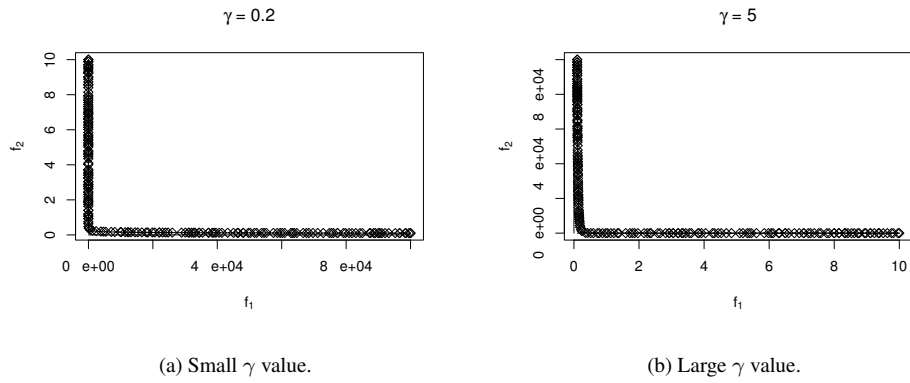 γ = 0.2
10
8
6
4
2
0
f2
0 e+00 4 e+04 8 e+04
f1
(a) Small γ value.
γ = 5
8 e+04
4 e+04
0 e+00
f2
0 2 4 6 8 10
f1
(b) Large γ value.